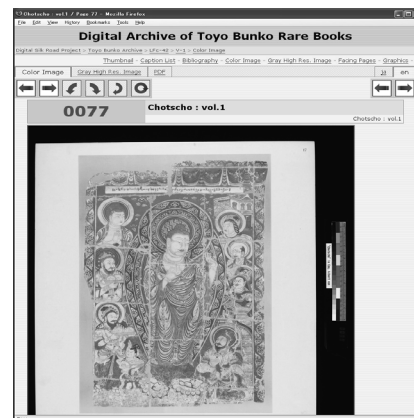 Chotscho : vol.1 / Page 77 - Mozilla Firefox
File Edit View History Bookmarks Tools Help
Digital Archive of Toyo Bunko Rare Books
Digital Silk Road Project > Toyo Bunko Archive > LFc-42 > V-1 > Color Image
Thumbnail - Caption List - Bibliography - Color Image - Gray High Res. Image - Facing Pages - Graphics -
Color Image Gray High Res. Image PDF en
0077 Chotscho : vol.1
Chotscho : vol.1